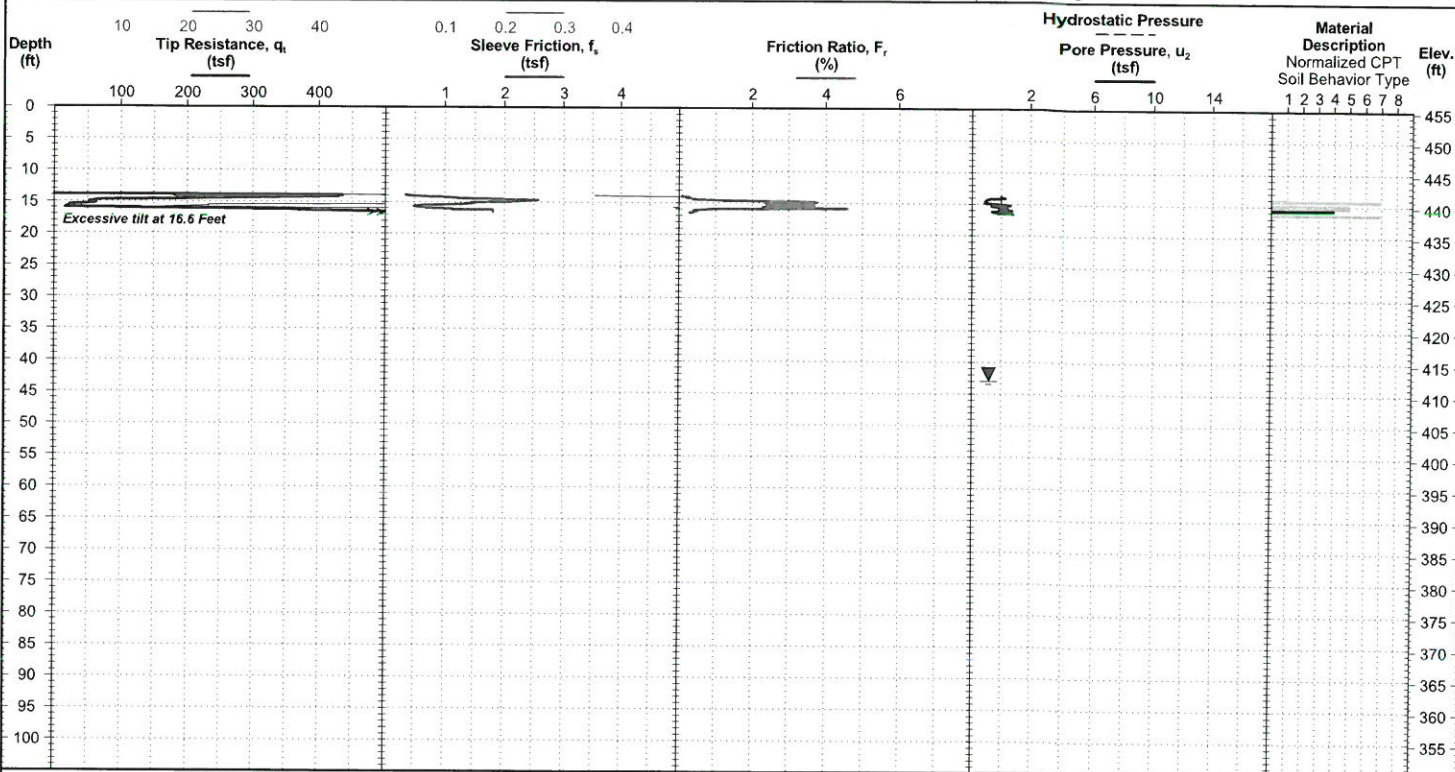 10 20 30 40
Tip Resistance, qt
(tsf)
100 200 300 400
0.1 0.2 0.3 0.4
Sleeve Friction, fs
(tsf)
1 2 3 4
Friction Ratio, Fr
(%)
2 4 6
Hydrostatic Pressure
Pore Pressure, u2
(tsf)
2 6 10 14
Material
Description
Normalized CPT
Soil Behavior Type
1 2 3 4 5 6 7 8
Depth
(ft)
0
5
10
15
20
25
30
35
40
45
50
55
60
65
70
75
80
85
90
95
100
Excessive tilt at 16.6 Feet
Elev.
(ft)
455
450
445
440
435
430
425
420
415
410
405
400
395
390
385
380
375
370
365
360
355